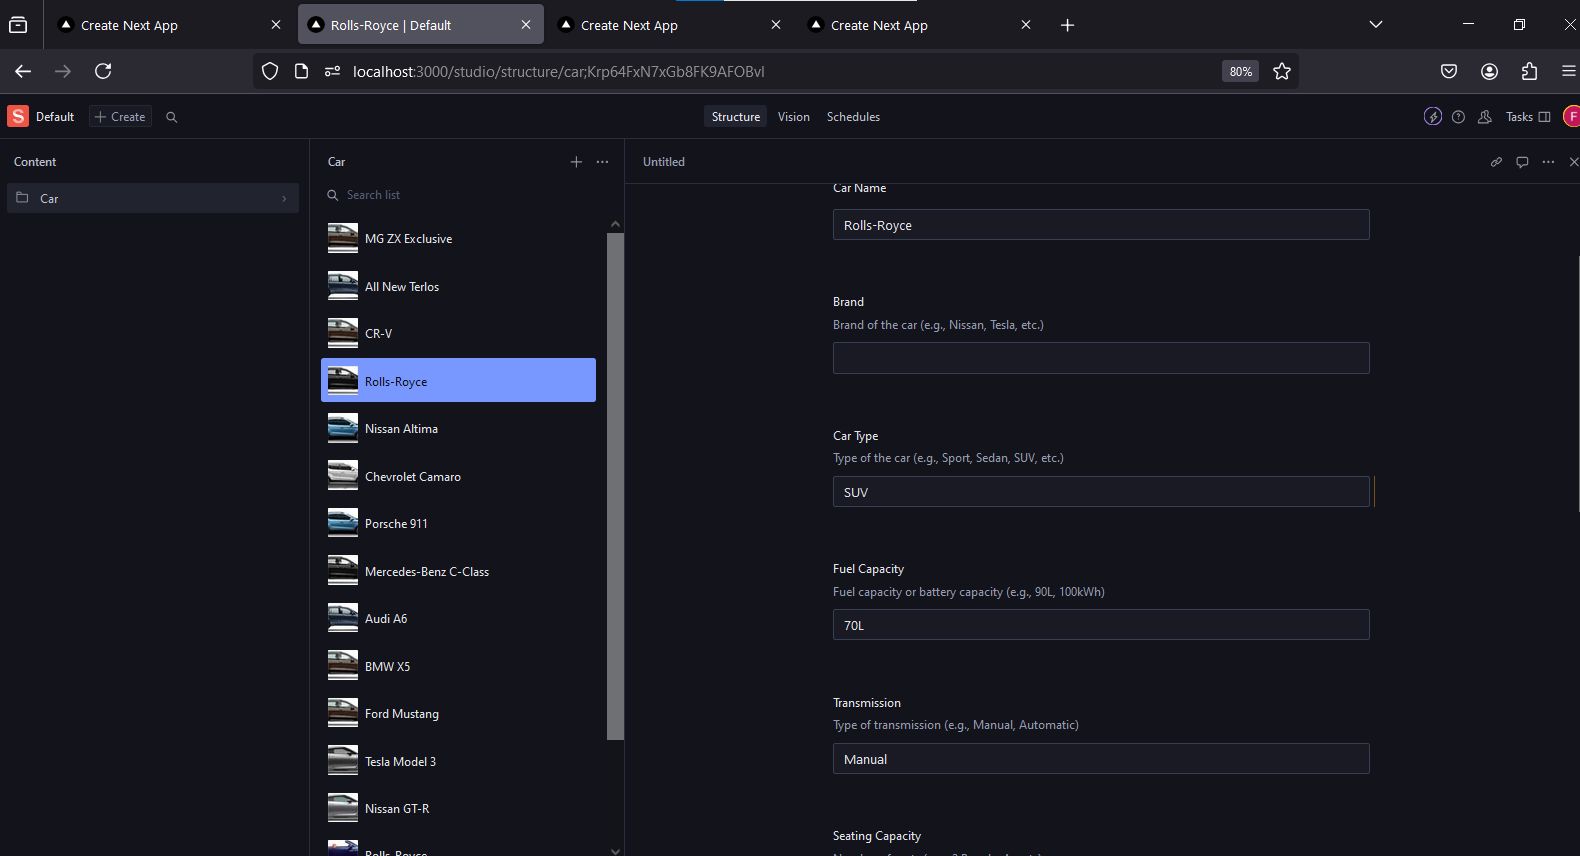 Create Next App
Rolls-Royce | Default
Create Next App
Create Next App
localhost:3000/studio/structure/car;Krp64FxN7xGb8FK9AFOBvl
80%
S
Default
Create
Structure
Vision
Schedules
Tasks
F
Content
Car
Car
Search list
MG ZX Exclusive
All New Terlos
CR-V
Rolls-Royce
Nissan Altima
Chevrolet Camaro
Porsche 911
Mercedes-Benz C-Class
Audi A6
BMW X5
Ford Mustang
Tesla Model 3
Nissan GT-R
Rolls-Royce
Untitled
Car Name
Rolls-Royce
Brand
Brand of the car (e.g., Nissan, Tesla, etc.)
Car Type
Type of the car (e.g., Sport, Sedan, SUV, etc.)
SUV
Fuel Capacity
Fuel capacity or battery capacity (e.g., 90L, 100kWh)
70L
Transmission
Type of transmission (e.g., Manual, Automatic)
Manual
Seating Capacity